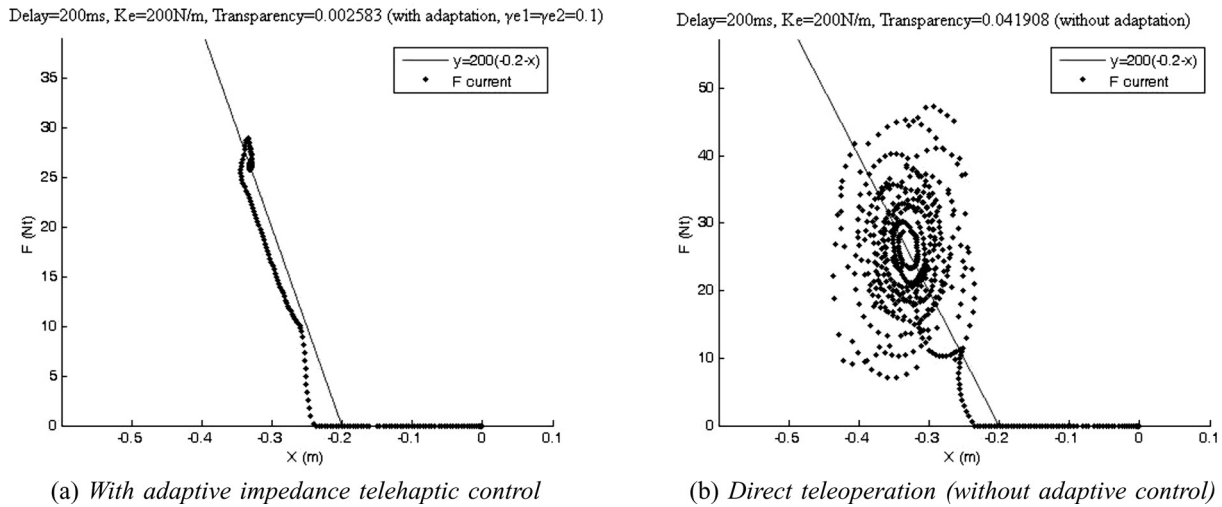 Delay=200ms, Ke=200N/m, Transparency=0.002583 (with adaptation, γe1=γe2=0.1)
y=200(-0.2-x)
F current
35
30
25
20
15
10
5
0
F (Nt)
-0.5 -0.4 -0.3 -0.2 -0.1 0 0.1
X (m)
(a) With adaptive impedance telehaptic control
Delay=200ms, Ke=200N/m, Transparency=0.041908 (without adaptation)
y=200(-0.2-x)
F current
50
40
30
20
10
0
F (Nt)
-0.5 -0.4 -0.3 -0.2 -0.1 0 0.1
X (m)
(b) Direct teleoperation (without adaptive control)